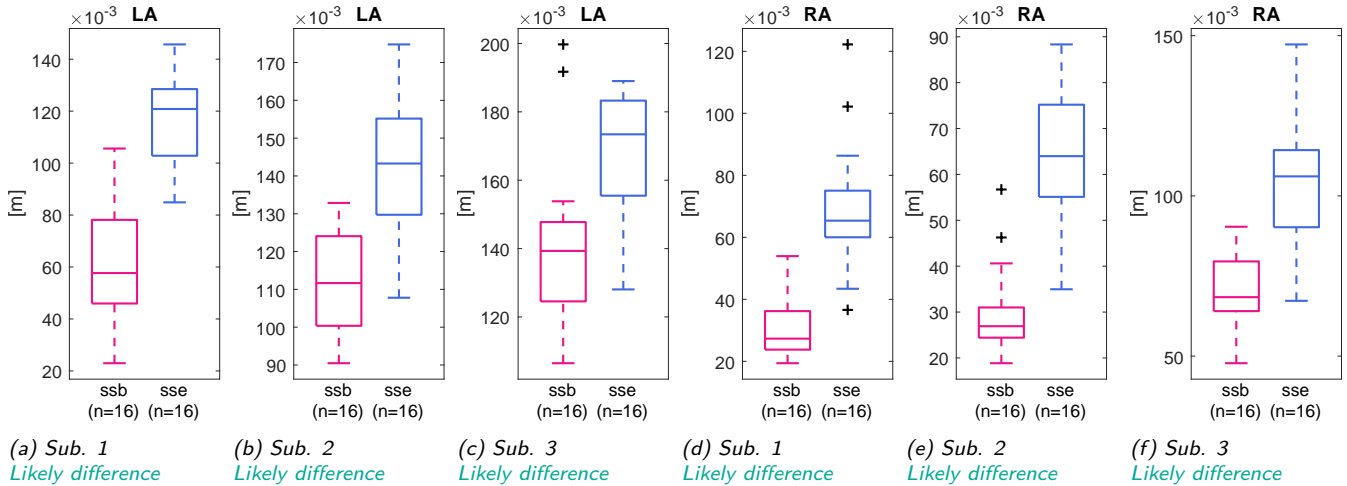 ×10⁻³ LA
[m]
140
120
100
80
60
40
20
ssb sse
(n=16) (n=16)
(a) Sub. 1
Likely difference
×10⁻³ LA
170
160
150
140
130
120
110
100
90
ssb sse
(n=16) (n=16)
(b) Sub. 2
Likely difference
×10⁻³ LA
[m]
200
180
160
140
120
ssb sse
(n=16) (n=16)
(c) Sub. 3
Likely difference
×10⁻³ RA
[m]
120
100
80
60
40
20
ssb sse
(n=16) (n=16)
(d) Sub. 1
Likely difference
×10⁻³ RA
[m]
90
80
70
60
50
40
30
20
ssb sse
(n=16) (n=16)
(e) Sub. 2
Likely difference
×10⁻³ RA
[m]
150
100
50
ssb sse
(n=16) (n=16)
(f) Sub. 3
Likely difference